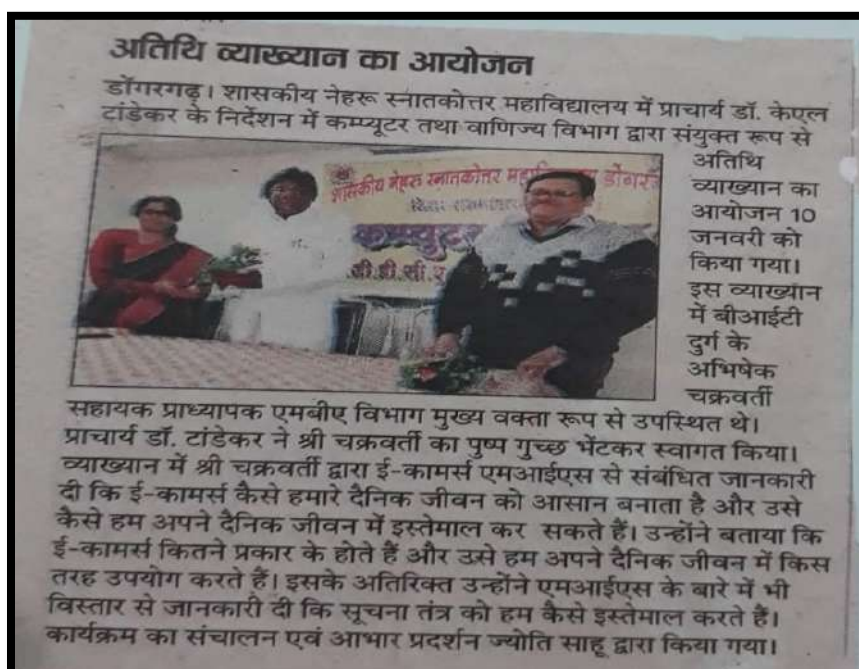 अतिथि व्याख्यान का आयोजन
डोंगरगढ़। शासकीय नेहरू स्नातकोत्तर महाविद्यालय में प्राचार्य डॉ. केएल
टांडेकर के निर्देशन में कम्प्यूटर तथा वाणिज्य विभाग द्वारा संयुक्त रूप से
अतिथि
व्याख्यान का
आयोजन 10
जनवरी को
किया गया।
इस व्याख्यान
में बीआईटी
दुर्ग के
अभिषेक
चक्रवर्ती
शासकीय नेहरू स्नातकोत्तर महाविद्यालय डोंगर
कम्प्यूटर
सहायक प्राध्यापक एमबीए विभाग मुख्य वक्ता रूप से उपस्थित थे।
प्राचार्य डॉ. टांडेकर ने श्री चक्रवर्ती का पुष्प गुच्छ भेंटकर स्वागत किया।
व्याख्यान में श्री चक्रवर्ती द्वारा ई-कामर्स एमआईएस से संबंधित जानकारी
दी कि ई-कामर्स कैसे हमारे दैनिक जीवन को आसान बनाता है और उसे
कैसे हम अपने दैनिक जीवन में इस्तेमाल कर सकते हैं। उन्होंने बताया कि
ई-कामर्स कितने प्रकार के होते हैं और उसे हम अपने दैनिक जीवन में किस
तरह उपयोग करते हैं। इसके अतिरिक्त उन्होंने एमआईएस के बारे में भी
विस्तार से जानकारी दी कि सूचना तंत्र को हम कैसे इस्तेमाल करते हैं।
कार्यक्रम का संचालन एवं आभार प्रदर्शन ज्योति साहू द्वारा किया गया।